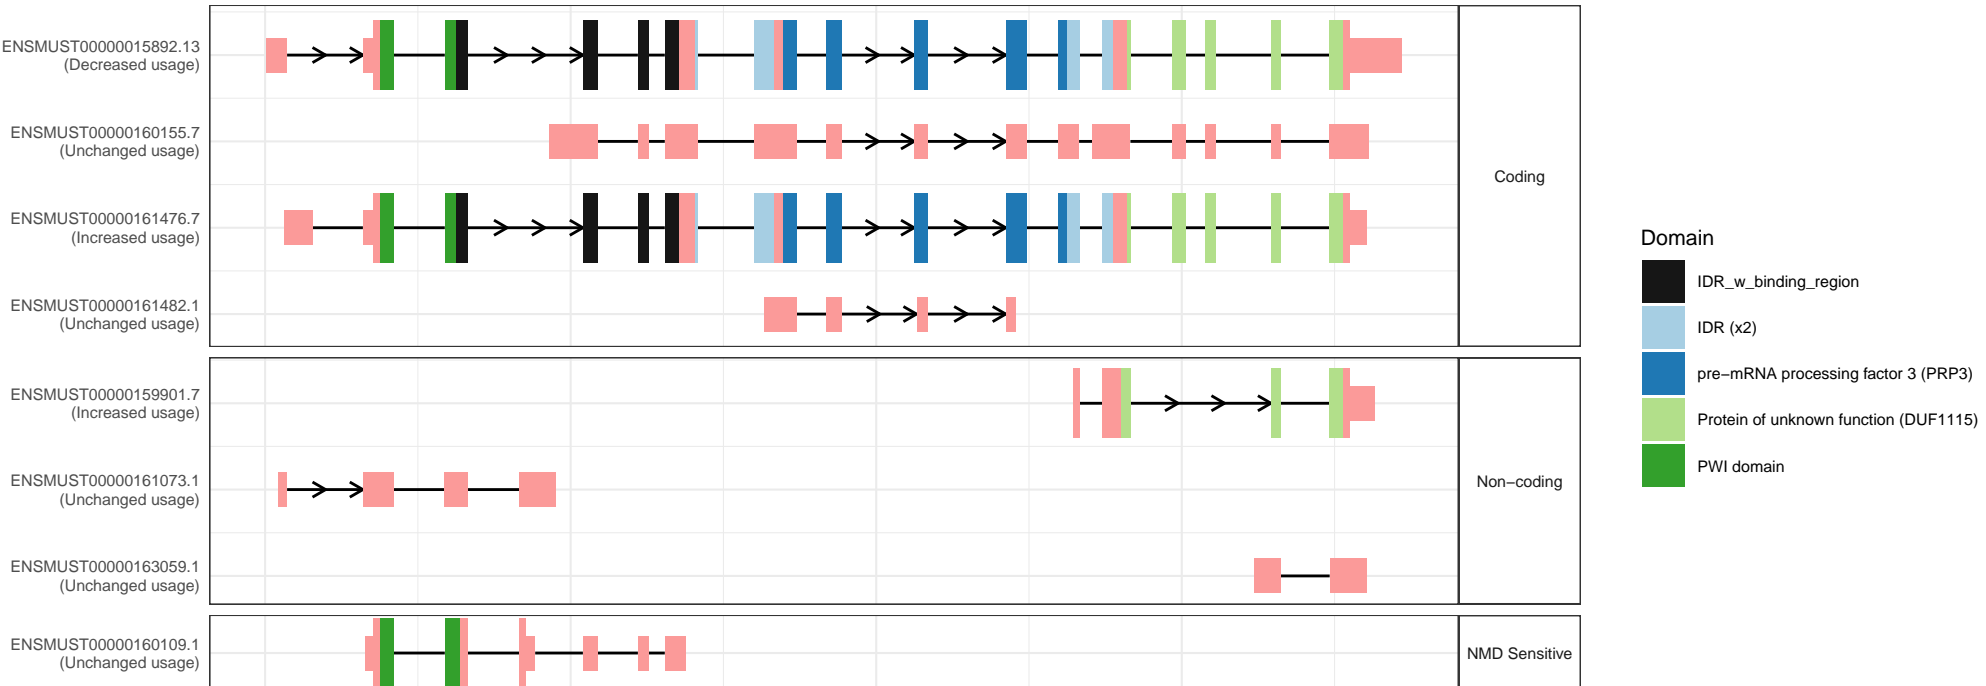 ENSMUST00000015892.13
(Decreased usage)
ENSMUST00000160155.7
(Unchanged usage)
ENSMUST00000161476.7
(Increased usage)
ENSMUST00000161482.1
(Unchanged usage)
Coding
ENSMUST00000159901.7
(Increased usage)
ENSMUST00000161073.1
(Unchanged usage)
ENSMUST00000163059.1
(Unchanged usage)
Non−coding
ENSMUST00000160109.1
(Unchanged usage)
NMD Sensitive
Domain
IDR_w_binding_region
IDR (x2)
pre−mRNA processing factor 3 (PRP3)
Protein of unknown function (DUF1115)
PWI domain